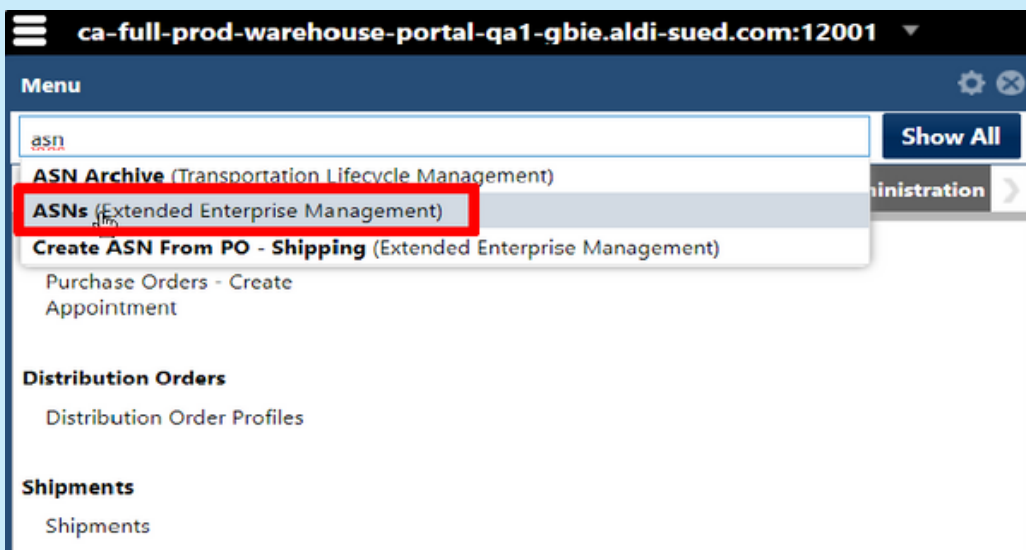 ca-full-prod-warehouse-portal-qa1-gbie.aldi-sued.com:12001
Menu
asn
Show All
ASN Archive (Transportation Lifecycle Management)
ministration
ASNs (Extended Enterprise Management)
Create ASN From PO - Shipping (Extended Enterprise Management)
Purchase Orders - Create
Appointment
Distribution Orders
Distribution Order Profiles
Shipments
Shipments